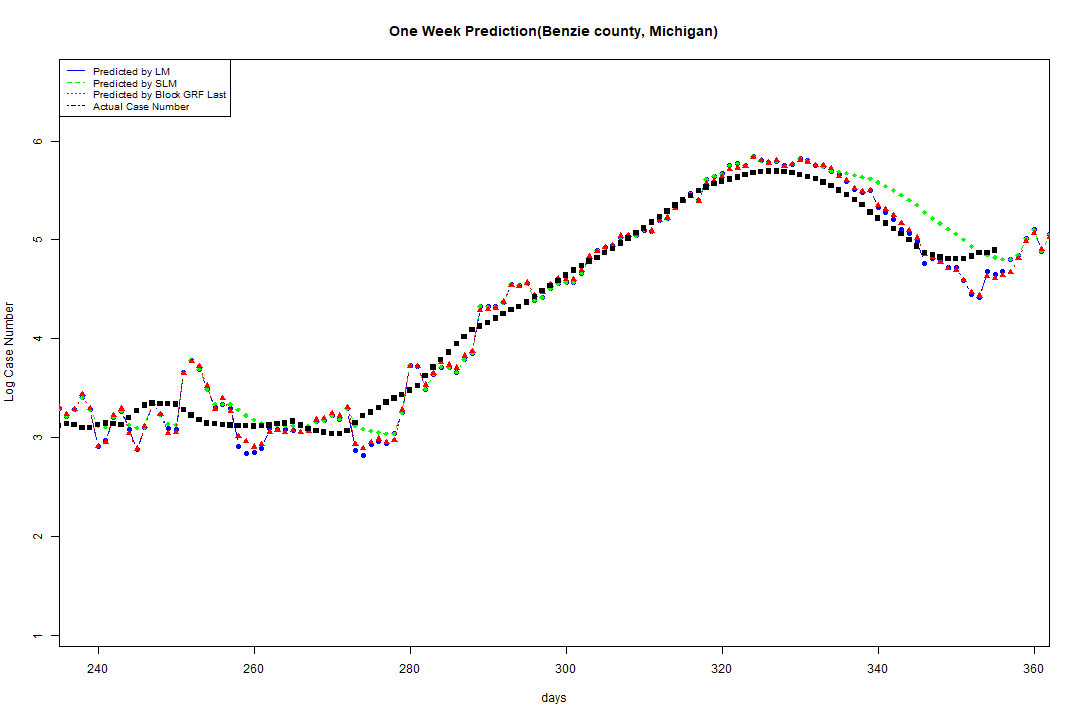 One Week Prediction(Benzie county, Michigan)
Predicted by LM
Predicted by SLM
Predicted by Block GRF Last
Actual Case Number
6
5
4
3
2
1
Log Case Number
240 260 280 300 320 340 360
days